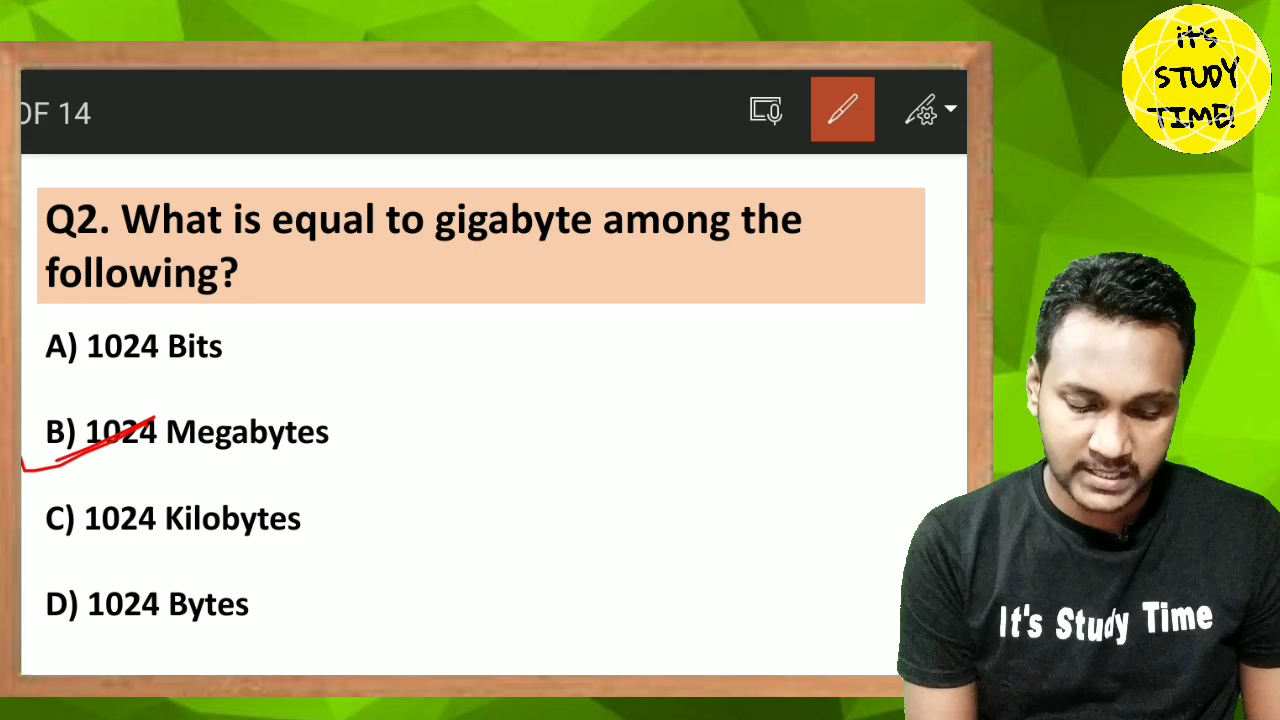 OF 14
Q2. What is equal to gigabyte among the
following?
A) 1024 Bits
B) 1024 Megabytes
C) 1024 Kilobytes
D) 1024 Bytes
it's
STUDY
TIME!
It's Study Time